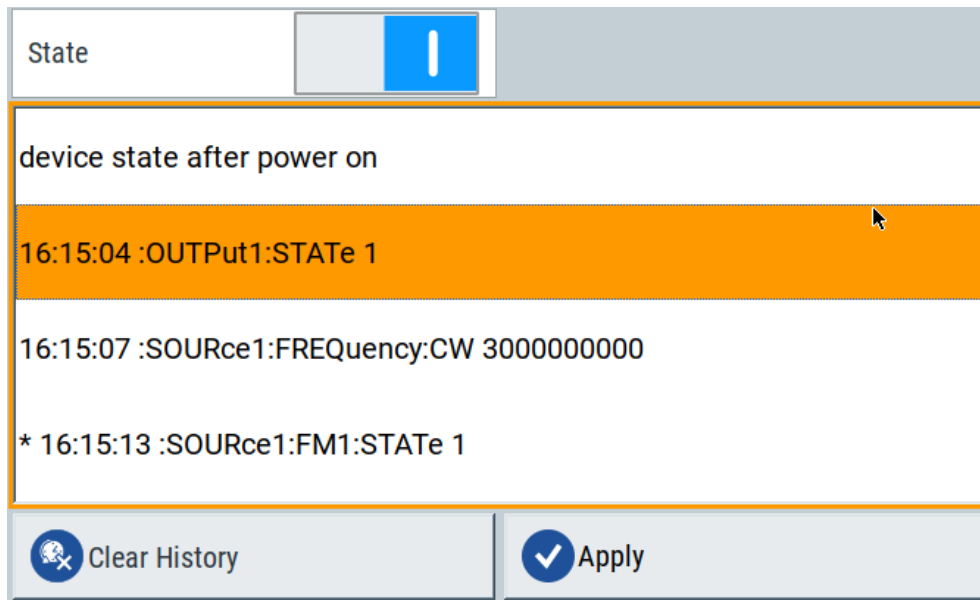 State
device state after power on
16:15:04 :OUTPut1:STATe 1
16:15:07 :SOURce1:FREQuency:CW 3000000000
* 16:15:13 :SOURce1:FM1:STATe 1
Clear History
Apply